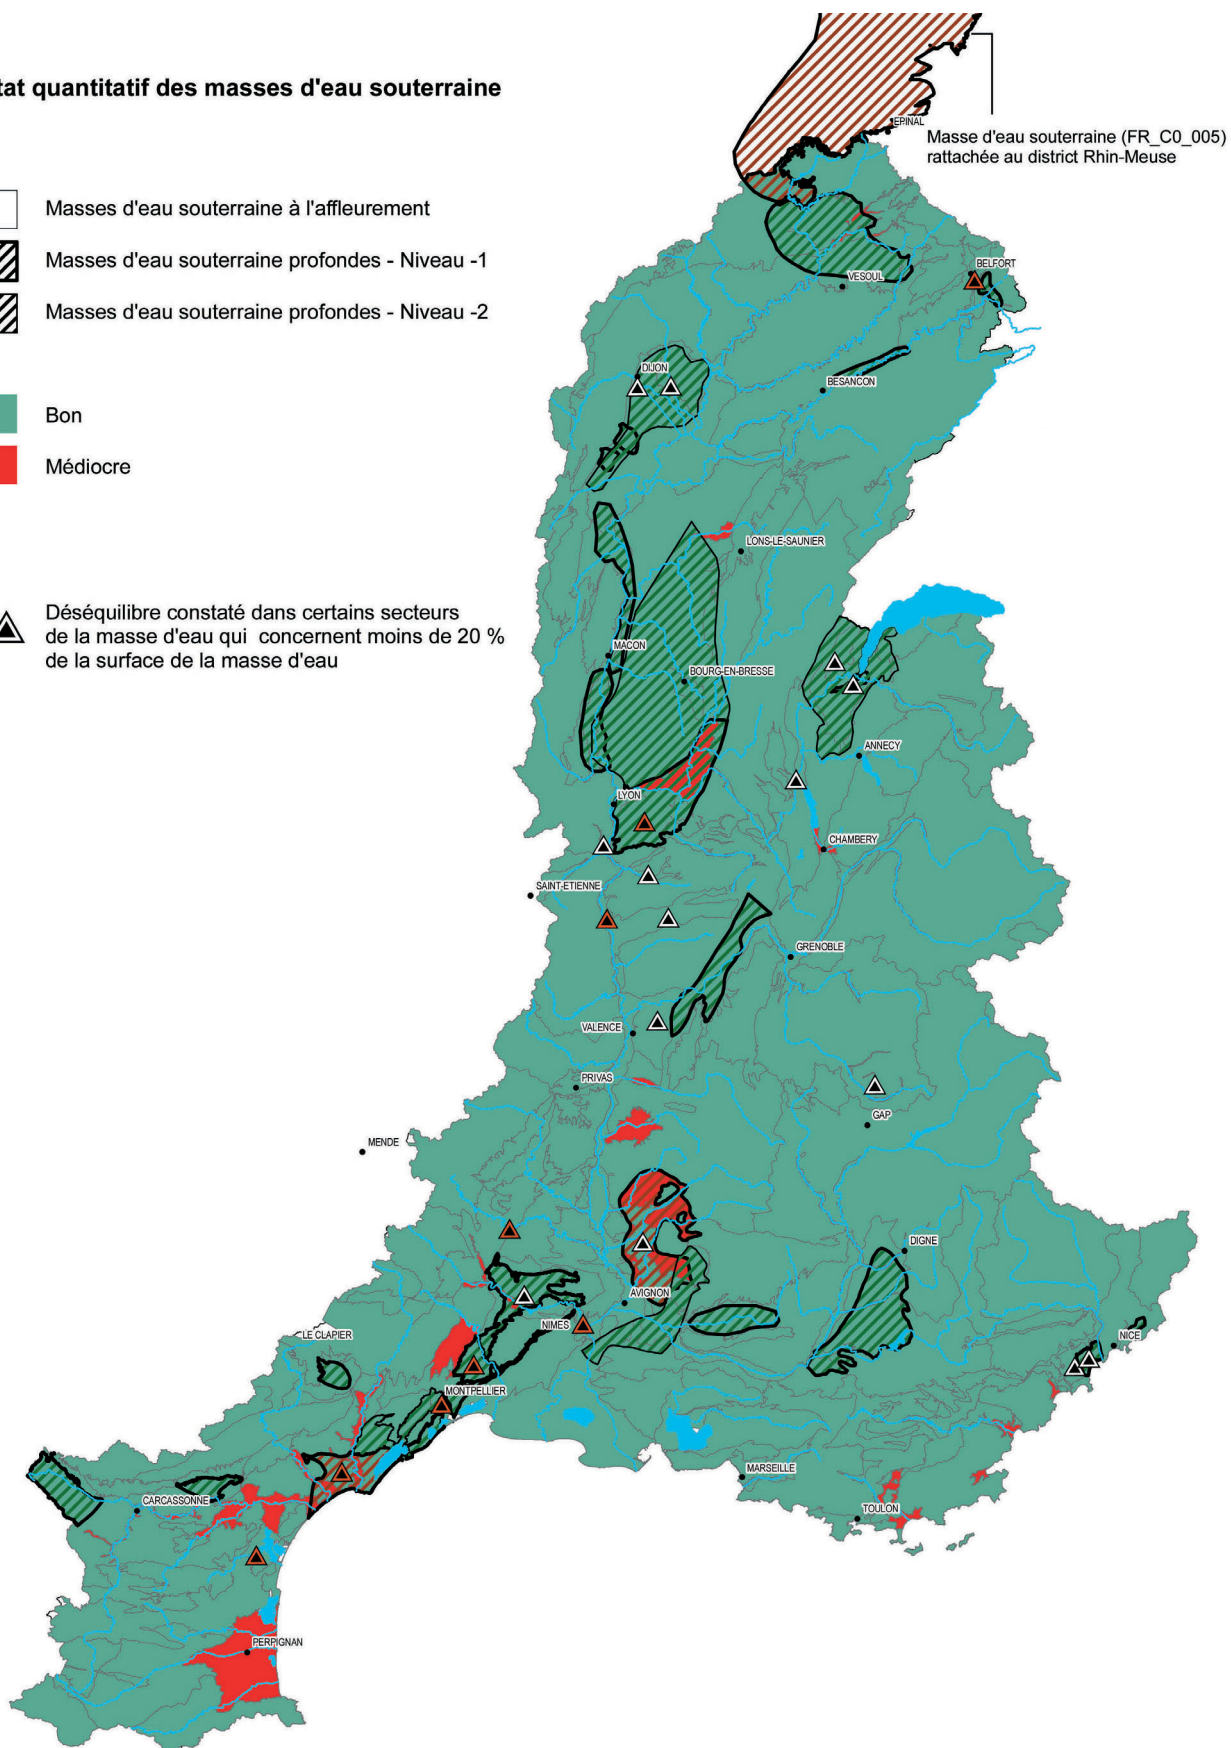 tat quantitatif des masses d'eau souterraine
Masse d'eau souterraine (FR_C0_005)
rattachée au district Rhin-Meuse
Masses d'eau souterraine à l'affleurement
Masses d'eau souterraine profondes - Niveau -1
Masses d'eau souterraine profondes - Niveau -2
Bon
Médiocre
Déséquilibre constaté dans certains secteurs
de la masse d'eau qui concernent moins de 20 %
de la surface de la masse d'eau
EPINAL
VESOUL
BELFORT
DIJON
BESANCON
LONS-LE-SAUNIER
MACON
BOURG-EN-BRESSE
ANNECY
LYON
CHAMBERY
SAINT-ETIENNE
GRENOBLE
VALENCE
PRIVAS
GAP
MENDE
DIGNE
AVIGNON
NIMES
LE CLAPIER
NICE
MONTPELLIER
MARSEILLE
CARCASSONNE
TOULON
PERPIGNAN